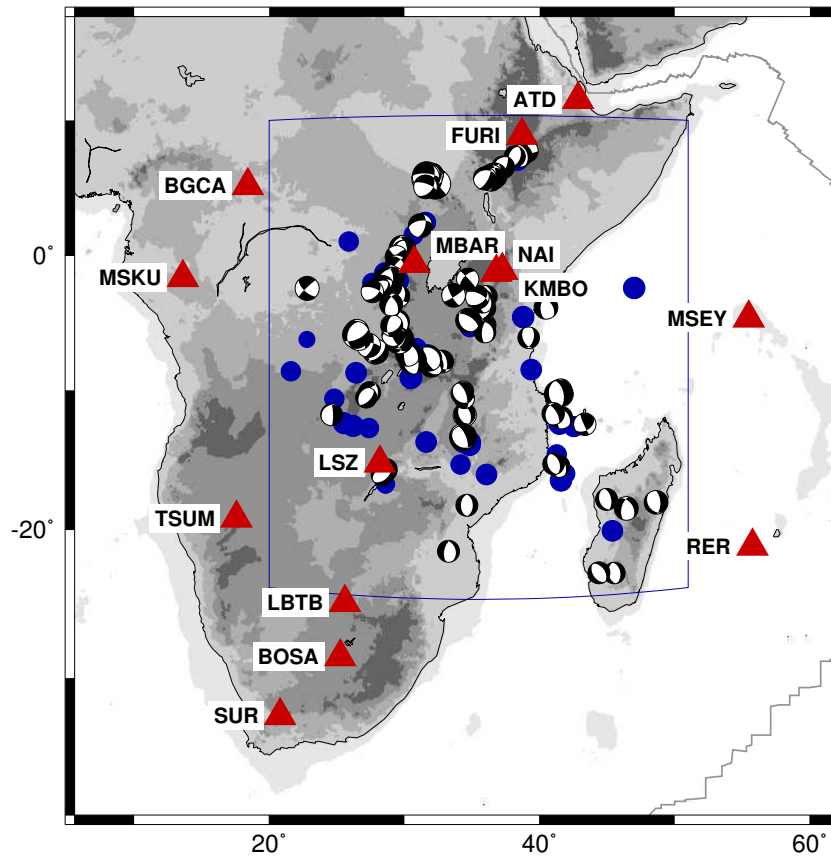 ATD
FURI
BGCA
0°
MBAR
NAI
MSKU
KMBO
MSEY
LSZ
TSUM
-20°
RER
LBTB
BOSA
SUR
20°
40°
60°